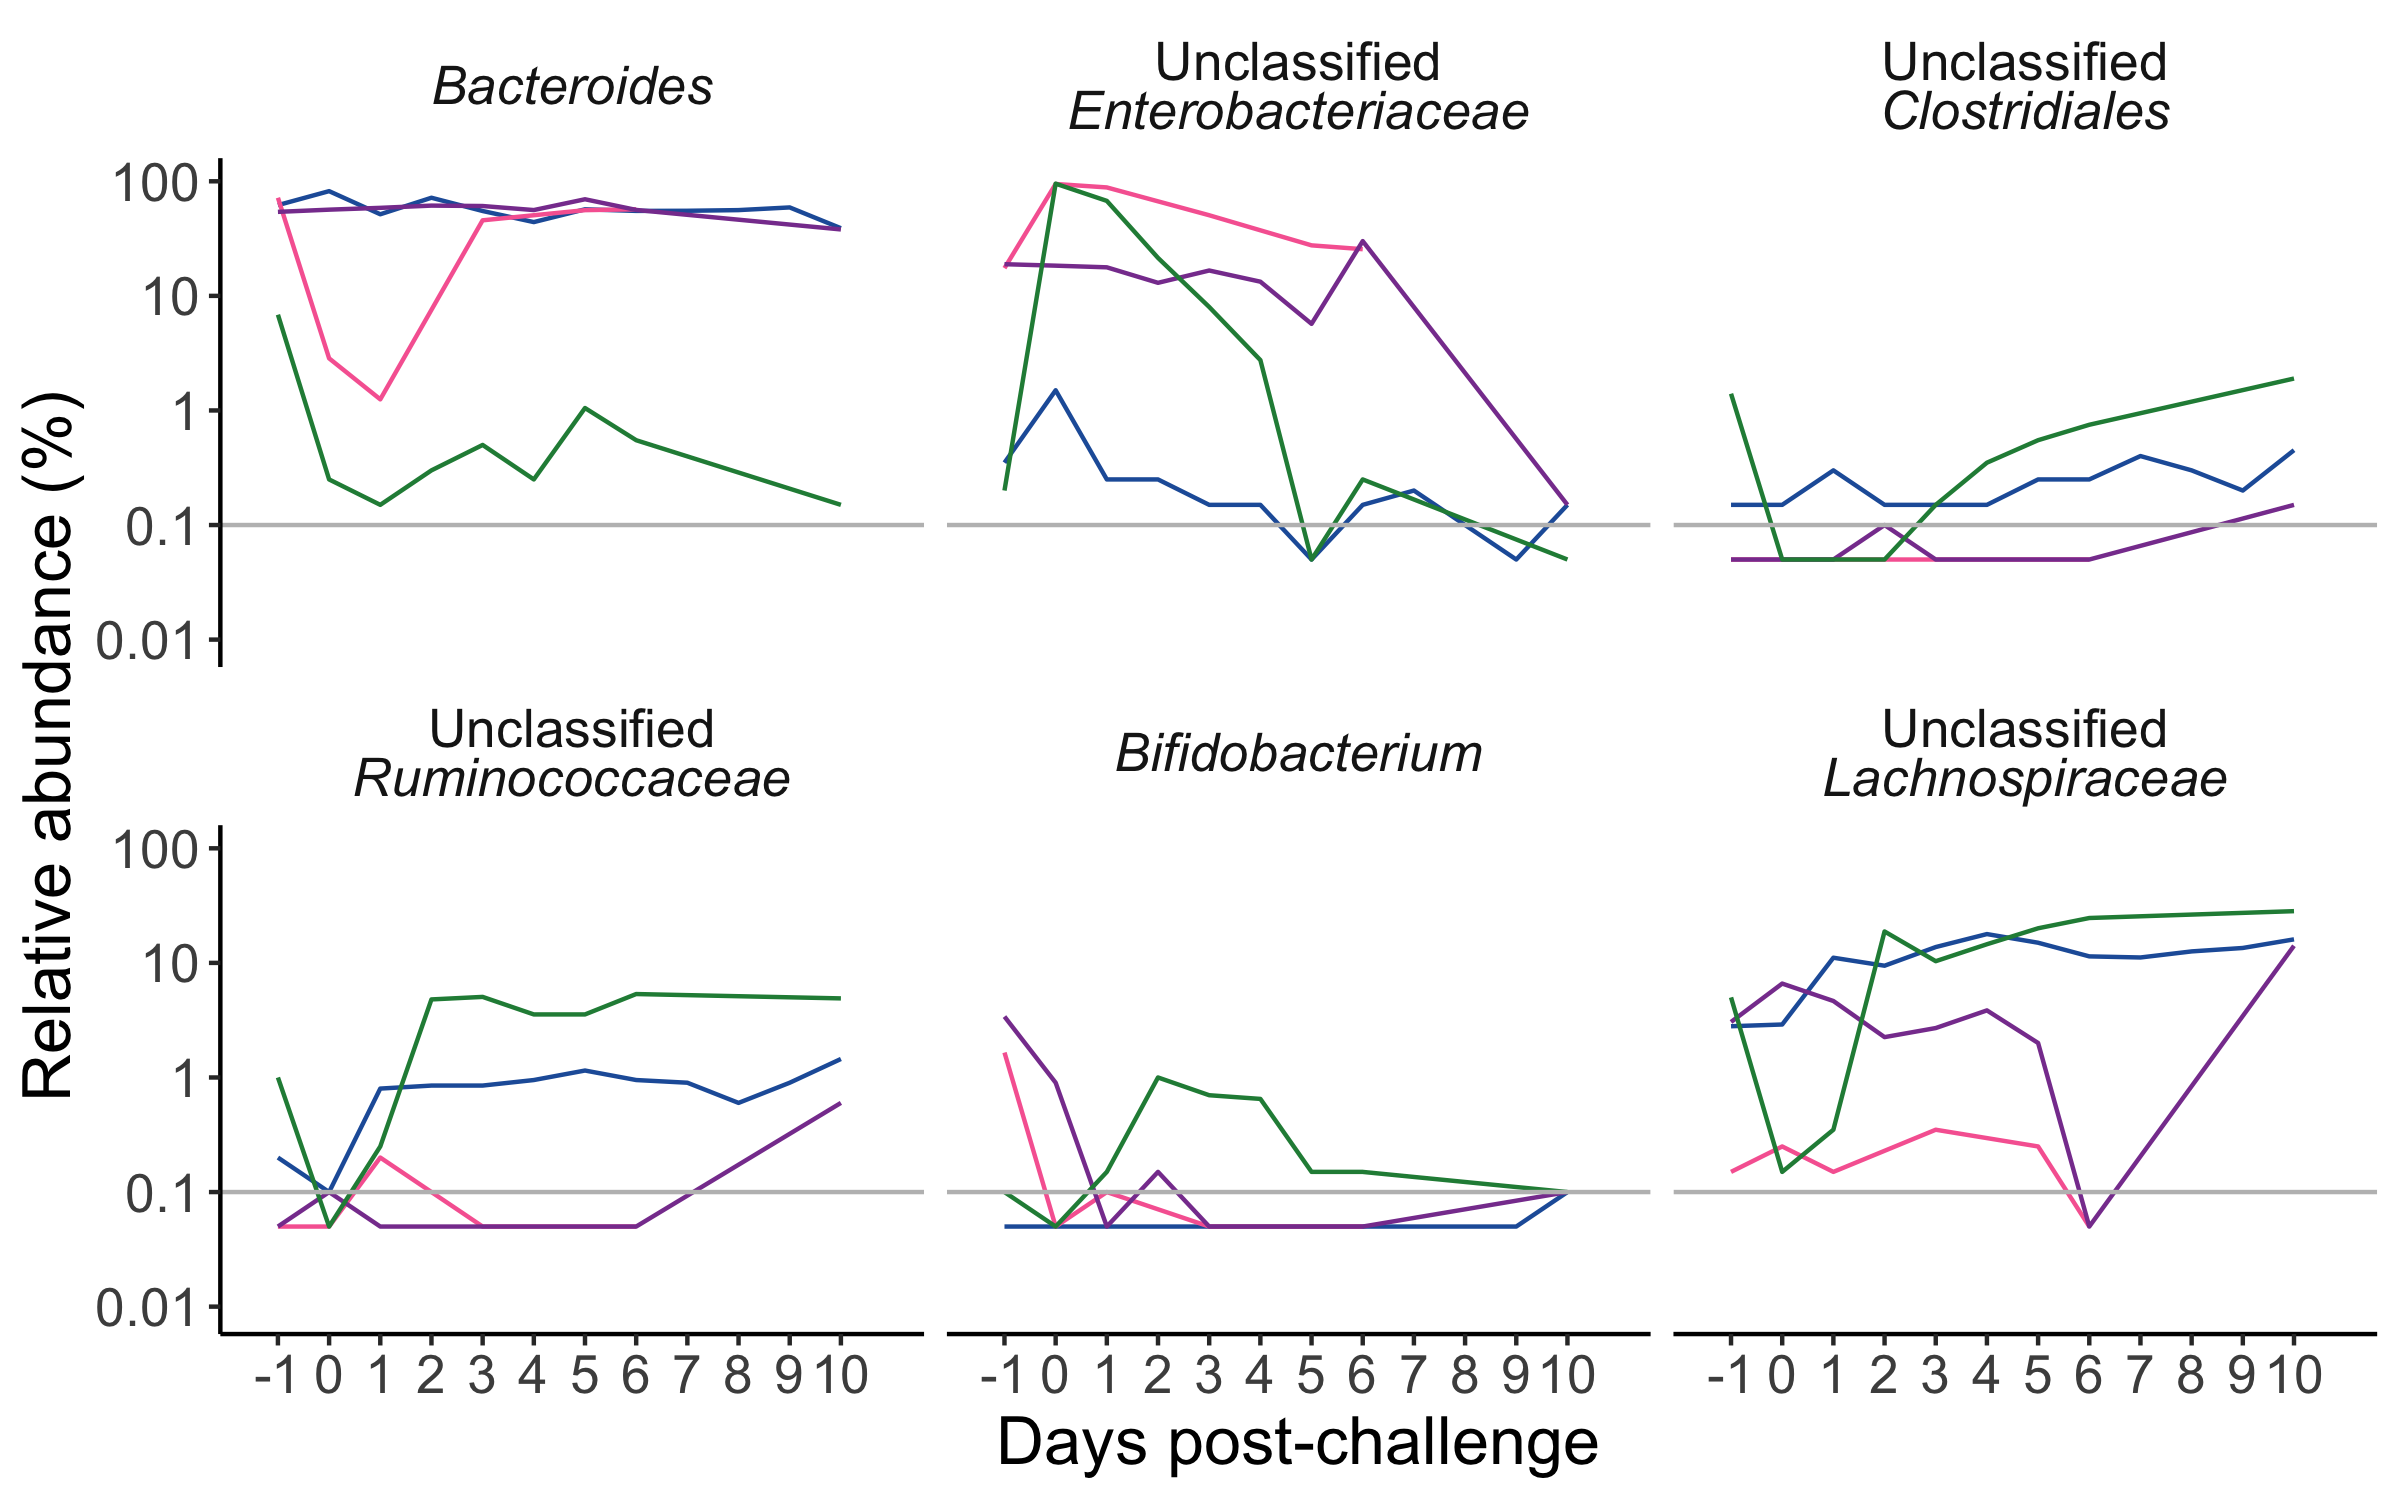 Bacteroides
Unclassified
Enterobacteriaceae
Unclassified
Clostridiales
100
10
1
0.1
0.01
Relative abundance (%)
Unclassified
Ruminococcaceae
Bifidobacterium
Unclassified
Lachnospiraceae
100
10
1
0.1
0.01
-1 0 1 2 3 4 5 6 7 8 9 10
-1 0 1 2 3 4 5 6 7 8 9 10
-1 0 1 2 3 4 5 6 7 8 9 10
Days post-challenge